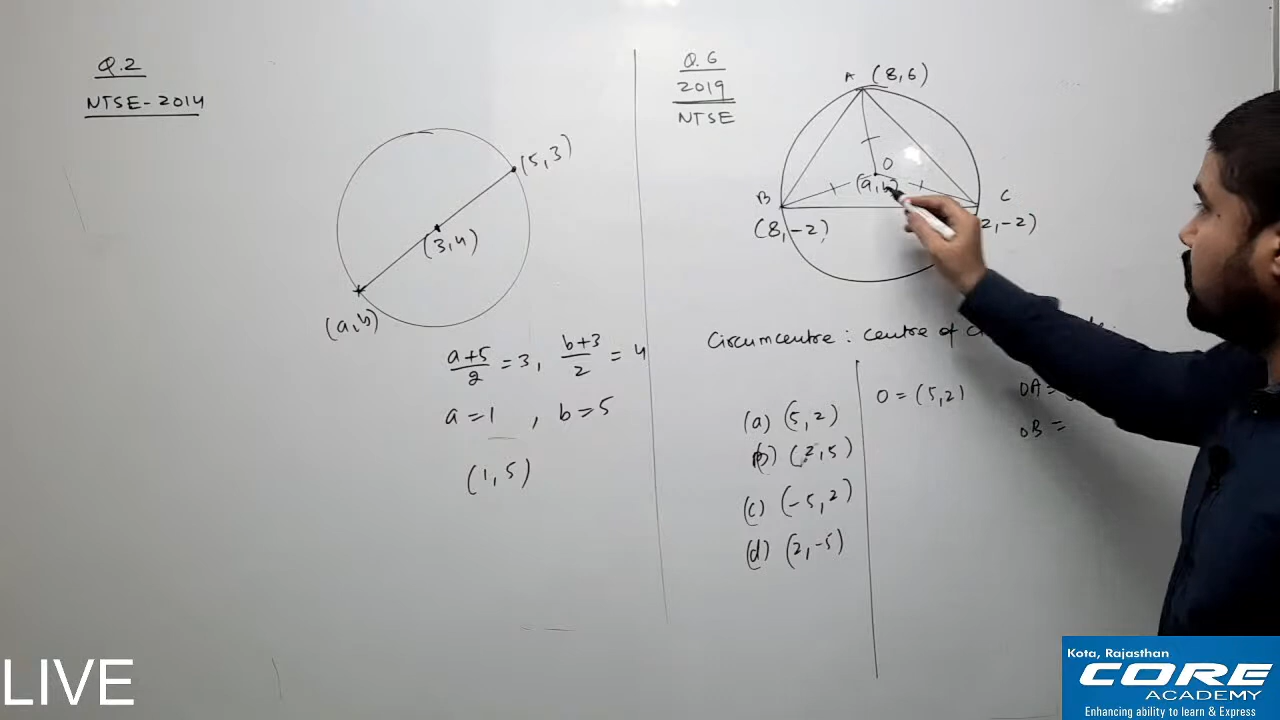 Q.2
NTSE-2014
(5,3)
(3,4)
(a,b)
a+5/2 = 3, b+3/2 = 4
a = 1 , b = 5
(1,5)
Q.6
2019
NTSE
A (8,6)
O
(a,b)
B
C
(8,-2)
2,-2)
Circumcentre : centre of
(a) (5,2)
(b) (2,5)
(c) (-5,2)
(d) (2,-5)
O = (5,2)
OA =
OB =
LIVE
Kota, Rajasthan
CORE
ACADEMY
Enhancing ability to learn & Express